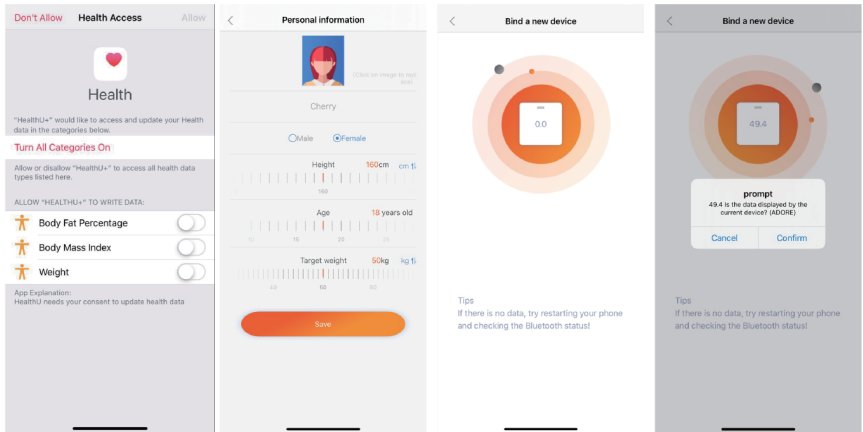 Don't Allow Health Access Allow
Health
"HealthU+" would like to access and update your Health
data in the categories below.
Turn All Categories On
Allow or disallow "HealthU+" to access all health data
types listed here.
ALLOW "HEALTHU+" TO WRITE DATA:
Body Fat Percentage
Body Mass Index
Weight
App Explanation:
HealthU needs your consent to update health data
Personal information
(Click on image to opt
Cherry
Male Female
Height 160cm cm
160
Age 18 years old
16 20
Target weight 50kg kg
50 60
Save
Bind a new device
0.0
Tips
If there is no data, try restarting your phone
and checking the Bluetooth status!
Bind a new device
49.4
prompt
49.4 Is the data displayed by the
current device? (ADORE)
Cancel Confirm
Tips
If there is no data, try restarting your phone
and checking the Bluetooth status!